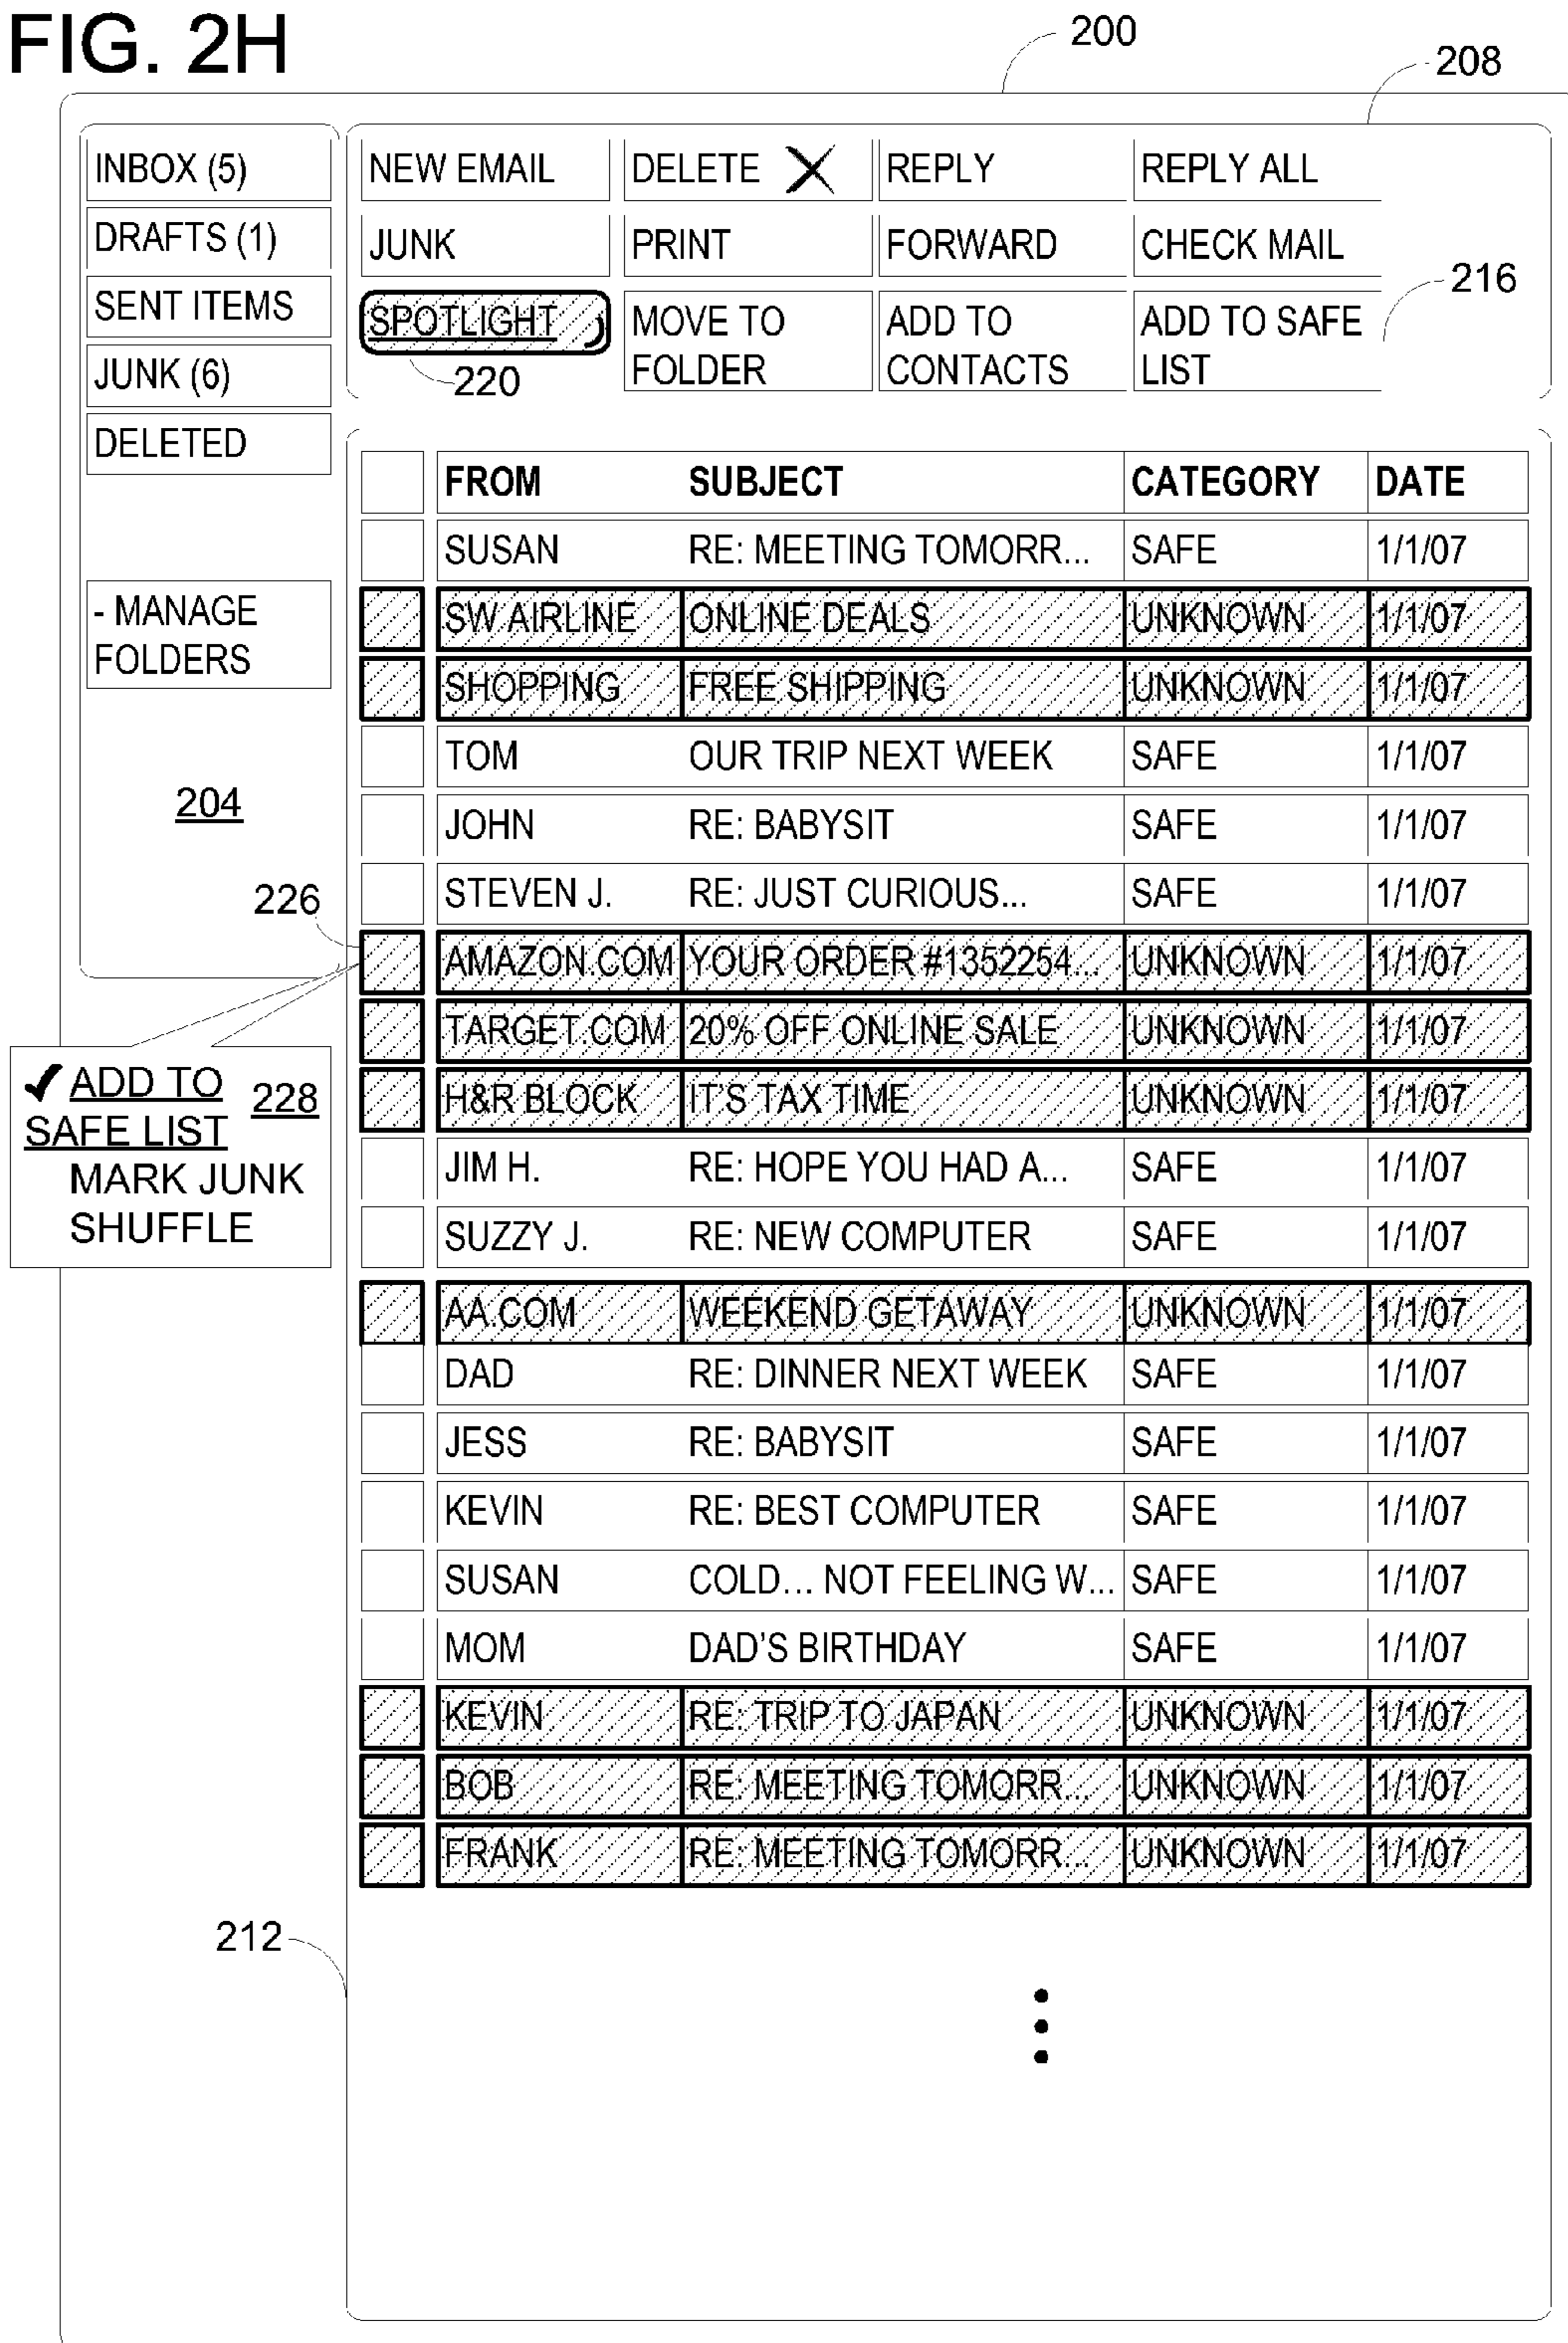 FIG. 2H
200
208
INBOX (5)
DRAFTS (1)
SENT ITEMS
JUNK (6)
DELETED
- MANAGE
FOLDERS
204
NEW EMAIL DELETE REPLY REPLY ALL
JUNK PRINT FORWARD CHECK MAIL
216
SPOTLIGHT MOVE TO FOLDER ADD TO CONTACTS ADD TO SAFE LIST
220
FROM SUBJECT CATEGORY DATE
SUSAN RE: MEETING TOMORR... SAFE 1/1/07
SW AIRLINE ONLINE DEALS UNKNOWN 1/1/07
SHOPPING FREE SHIPPING UNKNOWN 1/1/07
TOM OUR TRIP NEXT WEEK SAFE 1/1/07
JOHN RE: BABYSIT SAFE 1/1/07
STEVEN J. RE: JUST CURIOUS... SAFE 1/1/07
226
AMAZON.COM YOUR ORDER #1352254... UNKNOWN 1/1/07
TARGET.COM 20% OFF ONLINE SALE UNKNOWN 1/1/07
H&R BLOCK IT'S TAX TIME UNKNOWN 1/1/07
✔ ADD TO 228
SAFE LIST
MARK JUNK
SHUFFLE
JIM H. RE: HOPE YOU HAD A... SAFE 1/1/07
SUZZY J. RE: NEW COMPUTER SAFE 1/1/07
AA.COM WEEKEND GETAWAY UNKNOWN 1/1/07
DAD RE: DINNER NEXT WEEK SAFE 1/1/07
JESS RE: BABYSIT SAFE 1/1/07
KEVIN RE: BEST COMPUTER SAFE 1/1/07
SUSAN COLD... NOT FEELING W... SAFE 1/1/07
MOM DAD'S BIRTHDAY SAFE 1/1/07
KEVIN RE: TRIP TO JAPAN UNKNOWN 1/1/07
BOB RE: MEETING TOMORR... UNKNOWN 1/1/07
FRANK RE: MEETING TOMORR... UNKNOWN 1/1/07
212